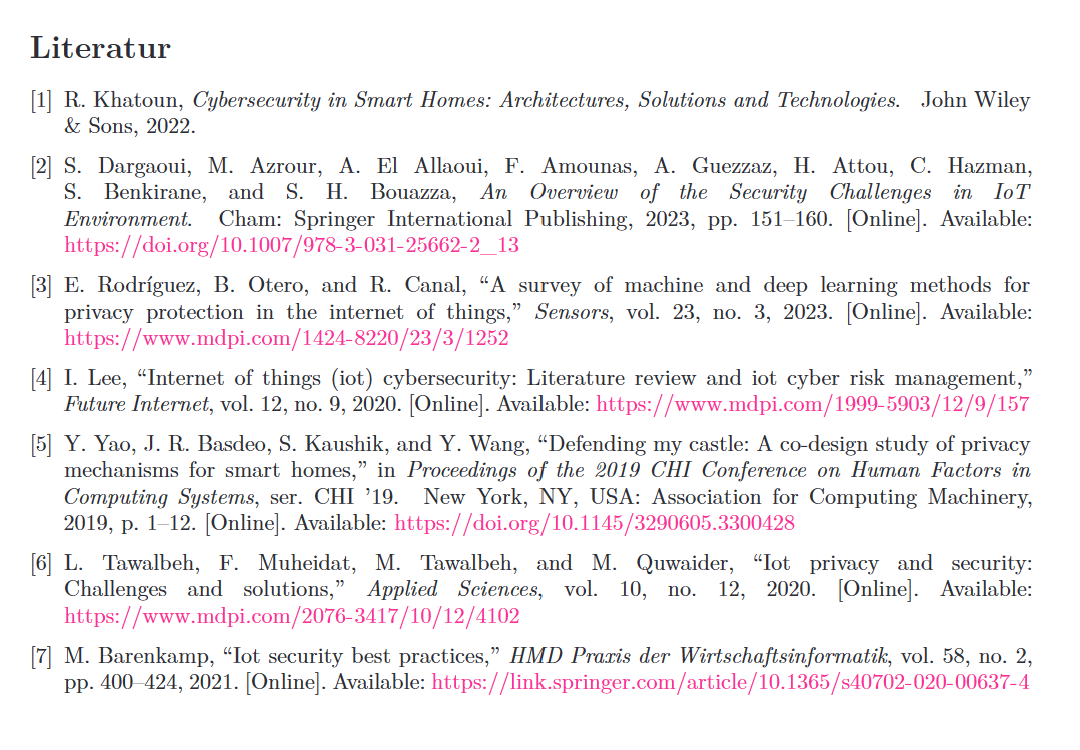 Literatur
[1] R. Khatoun, Cybersecurity in Smart Homes: Architectures, Solutions and Technologies. John Wiley
& Sons, 2022.
[2] S. Dargaoui, M. Azrour, A. El Allaoui, F. Amounas, A. Guezzaz, H. Attou, C. Hazman,
S. Benkirane, and S. H. Bouazza, An Overview of the Security Challenges in IoT
Environment. Cham: Springer International Publishing, 2023, pp. 151–160. [Online]. Available:
https://doi.org/10.1007/978-3-031-25662-2_13
[3] E. Rodríguez, B. Otero, and R. Canal, “A survey of machine and deep learning methods for
privacy protection in the internet of things,” Sensors, vol. 23, no. 3, 2023. [Online]. Available:
https://www.mdpi.com/1424-8220/23/3/1252
[4] I. Lee, “Internet of things (iot) cybersecurity: Literature review and iot cyber risk management,”
Future Internet, vol. 12, no. 9, 2020. [Online]. Available: https://www.mdpi.com/1999-5903/12/9/157
[5] Y. Yao, J. R. Basdeo, S. Kaushik, and Y. Wang, “Defending my castle: A co-design study of privacy
mechanisms for smart homes,” in Proceedings of the 2019 CHI Conference on Human Factors in
Computing Systems, ser. CHI ’19. New York, NY, USA: Association for Computing Machinery,
2019, p. 1–12. [Online]. Available: https://doi.org/10.1145/3290605.3300428
[6] L. Tawalbeh, F. Muheidat, M. Tawalbeh, and M. Quwaider, “Iot privacy and security:
Challenges and solutions,” Applied Sciences, vol. 10, no. 12, 2020. [Online]. Available:
https://www.mdpi.com/2076-3417/10/12/4102
[7] M. Barenkamp, “Iot security best practices,” HMD Praxis der Wirtschaftsinformatik, vol. 58, no. 2,
pp. 400–424, 2021. [Online]. Available: https://link.springer.com/article/10.1365/s40702-020-00637-4